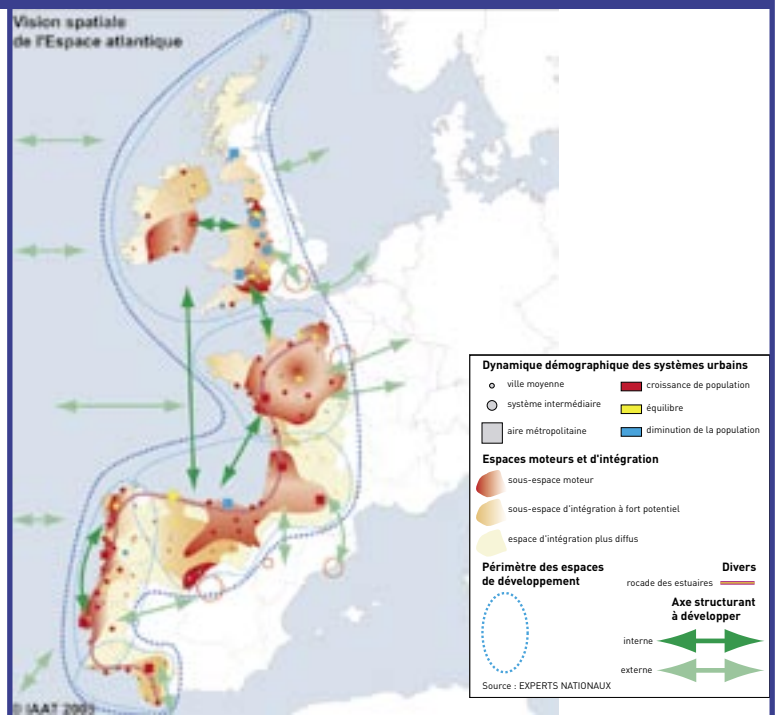 Vision spatiale
de l'Espace atlantique
Dynamique démographique des systèmes urbains
ville moyenne
système intermédiaire
aire métropolitaine
croissance de population
équilibre
diminution de la population
Espaces moteurs et d'intégration
sous-espace moteur
sous-espace d'intégration à fort potentiel
espace d'intégration plus diffus
Périmètre des espaces
de développement
Divers
rocade des estuaires
Axe structurant
à développer
interne
externe
Source : EXPERTS NATIONAUX
© IAAT 2003